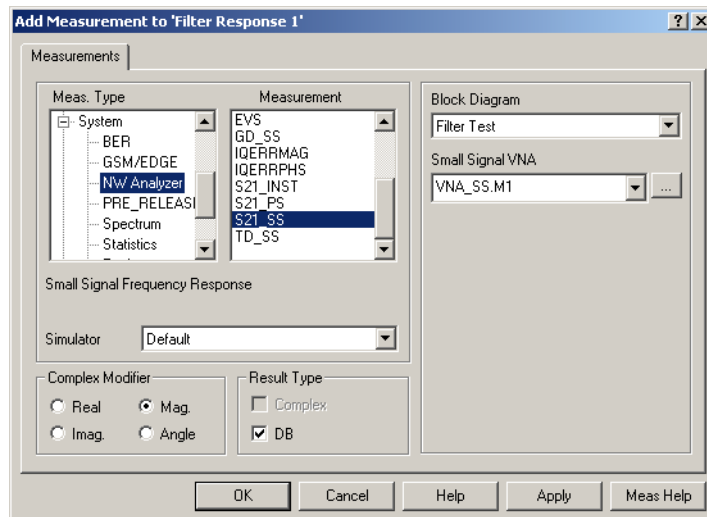 Add Measurement to 'Filter Response 1'
Measurements
Meas. Type
System
BER
GSM/EDGE
NW Analyzer
PRE_RELEASE
Spectrum
Statistics
Measurement
EVS
GD_SS
IQERRMAG
IQERRPHS
S21_INST
S21_PS
S21_SS
TD_SS
Small Signal Frequency Response
Simulator
Default
Complex Modifier
Real
Mag.
Imag.
Angle
Result Type
Complex
DB
Block Diagram
Filter Test
Small Signal VNA
VNA_SS.M1
...
OK
Cancel
Help
Apply
Meas Help